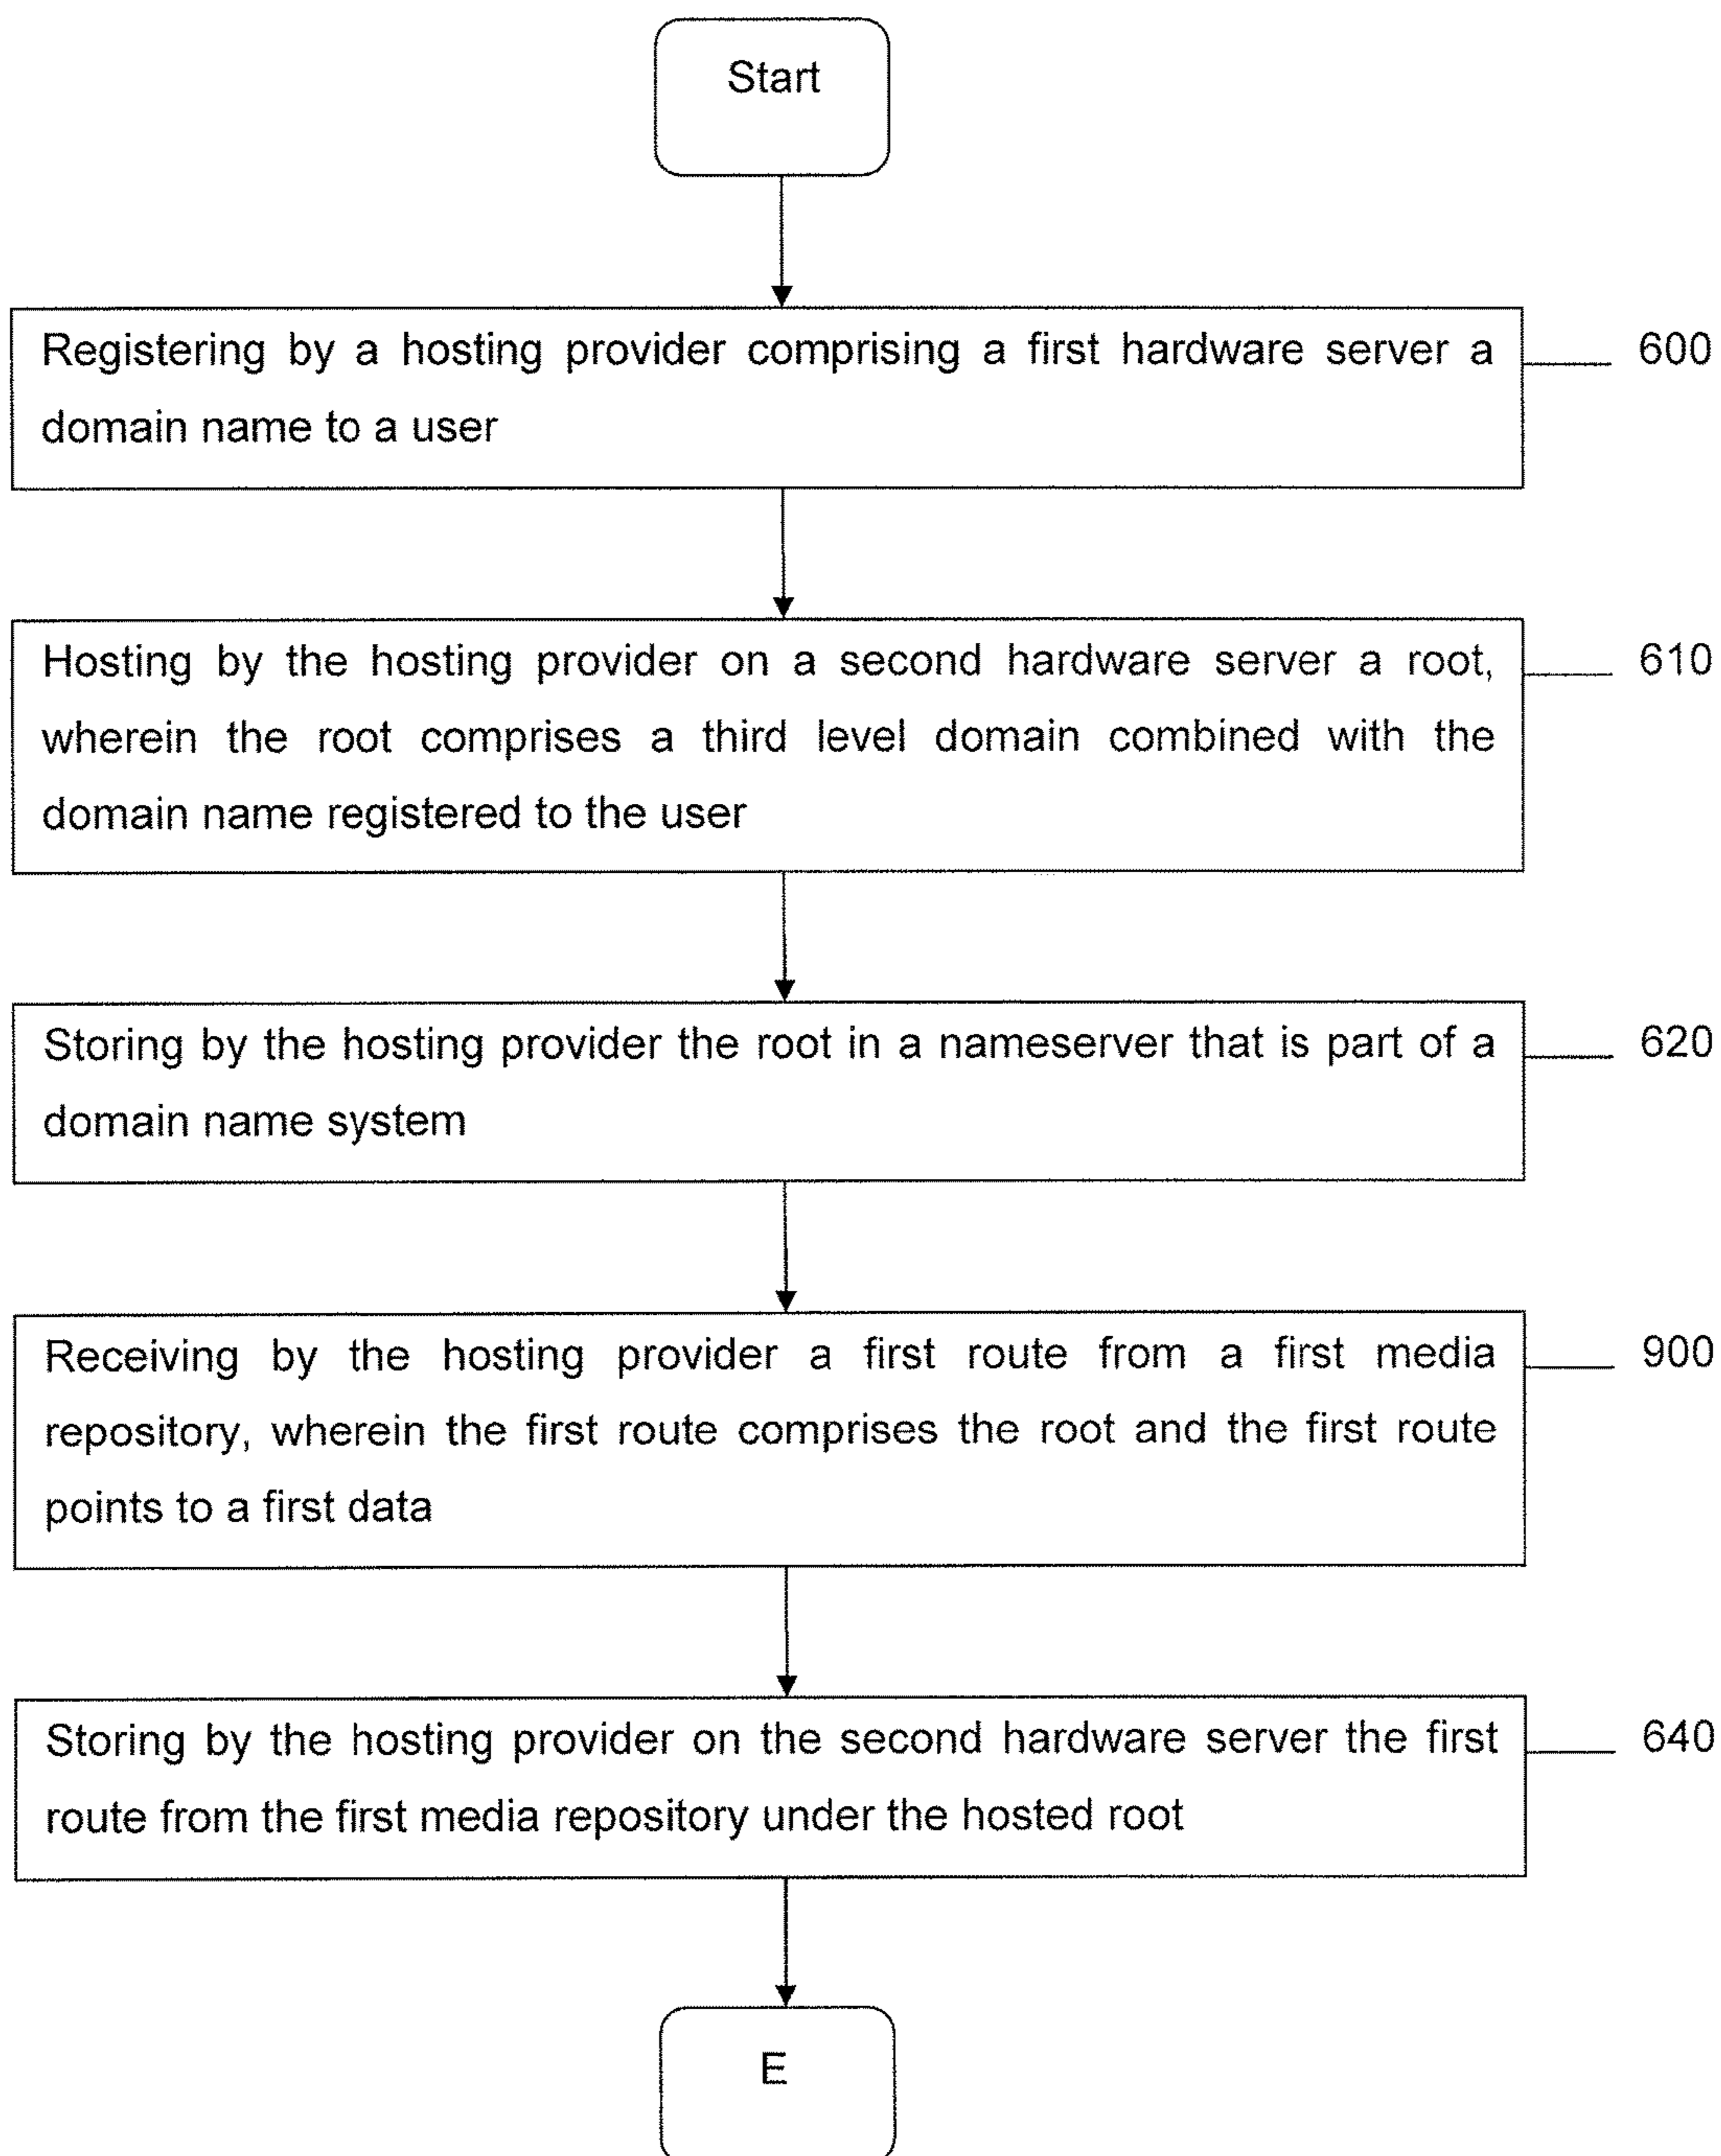 Start
Registering by a hosting provider comprising a first hardware server a
600
domain name to a user
Hosting by the hosting provider on a second hardware server a root,
610
wherein the root comprises a third level domain combined with the
domain name registered to the user
Storing by the hosting provider the root in a nameserver that is part of a
620
domain name system
Receiving by the hosting provider a first route from a first media
900
repository, wherein the first route comprises the root and the first route
points to a first data
Storing by the hosting provider on the second hardware server the first
640
route from the first media repository under the hosted root
E